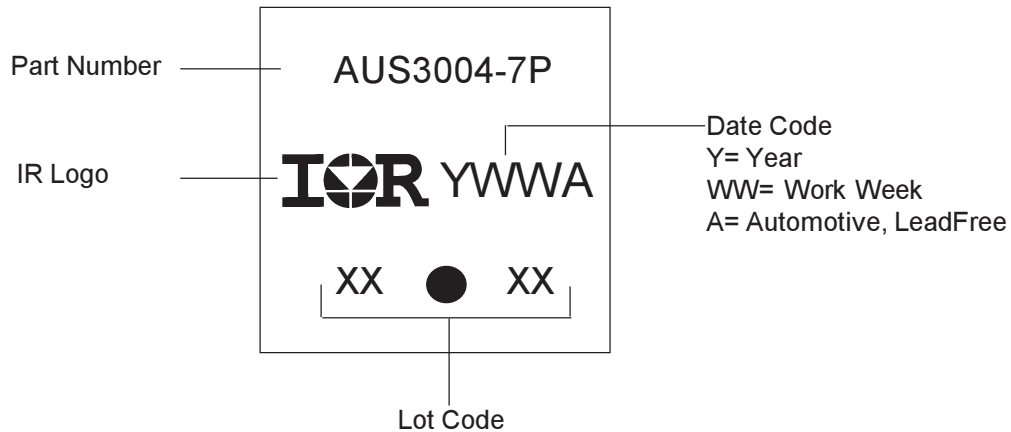 Part Number
AUS3004-7P
IR Logo
IOR YWWA
Date Code
Y= Year
WW= Work Week
A= Automotive, LeadFree
XX XX
Lot Code